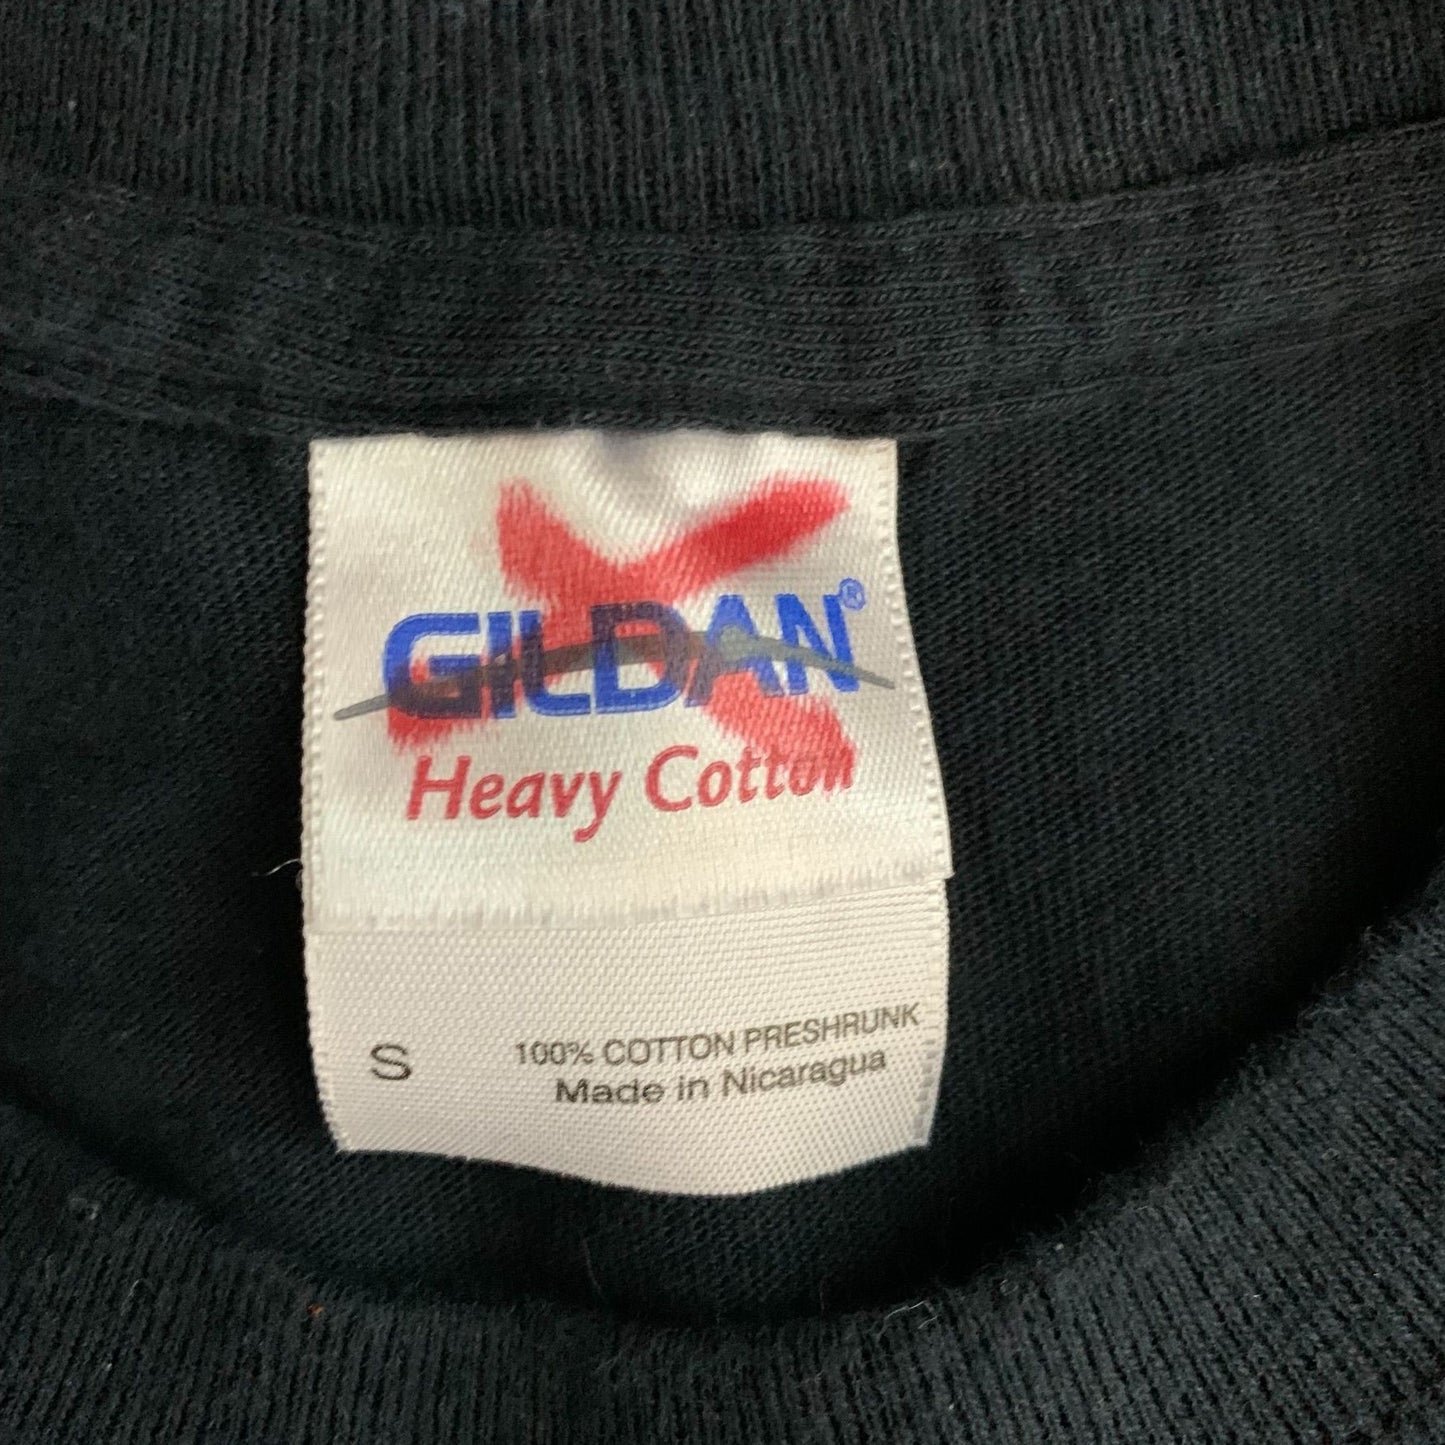 GILDAN®
Heavy Cotton
S 100% COTTON PRESHRUNK
Made in Nicaragua